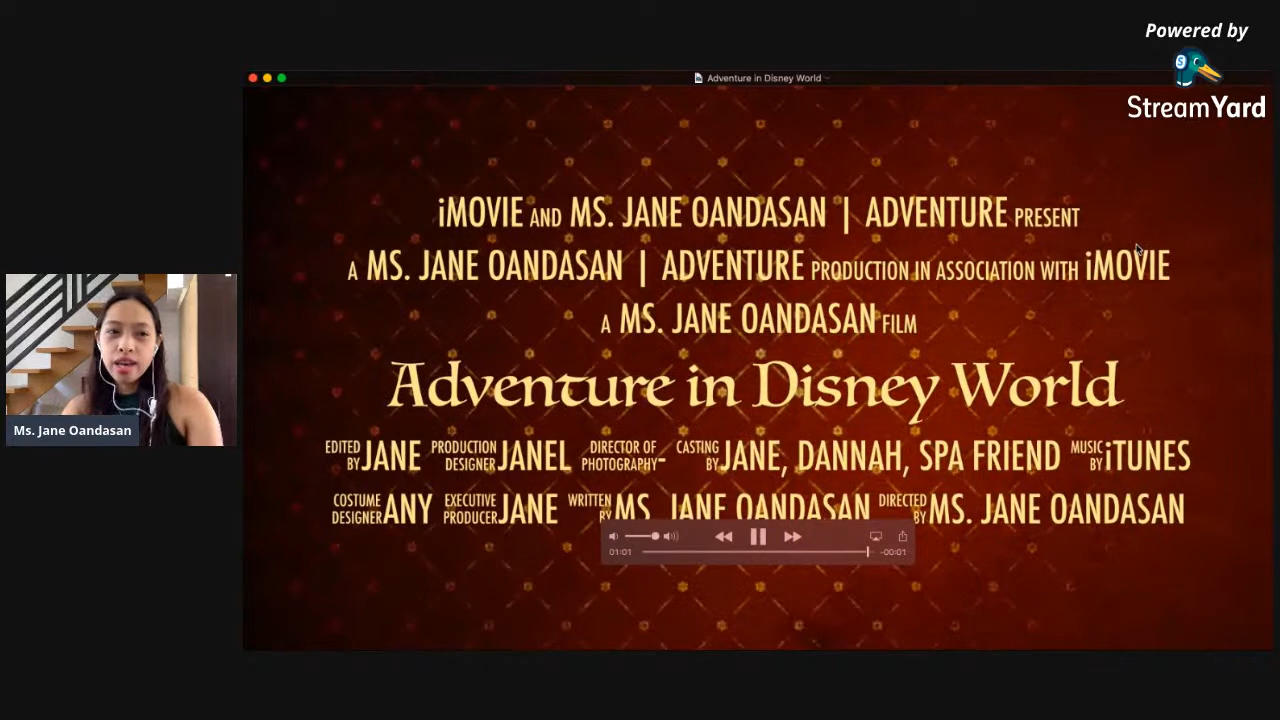 Powered by
StreamYard
Adventure in Disney World
iMOVIE AND MS. JANE OANDASAN | ADVENTURE PRESENT
A MS. JANE OANDASAN | ADVENTURE PRODUCTION IN ASSOCIATION WITH iMOVIE
A MS. JANE OANDASAN FILM
Adventure in Disney World
EDITED BY JANE PRODUCTION DESIGNER JANEL DIRECTOR OF PHOTOGRAPHY- CASTING BY JANE, DANNAH, SPA FRIEND MUSIC BY iTUNES
COSTUME DESIGNER ANY EXECUTIVE PRODUCER JANE WRITTEN BY MS. JANE OANDASAN DIRECTED BY MS. JANE OANDASAN
01:01 -00:01
Ms. Jane Oandasan